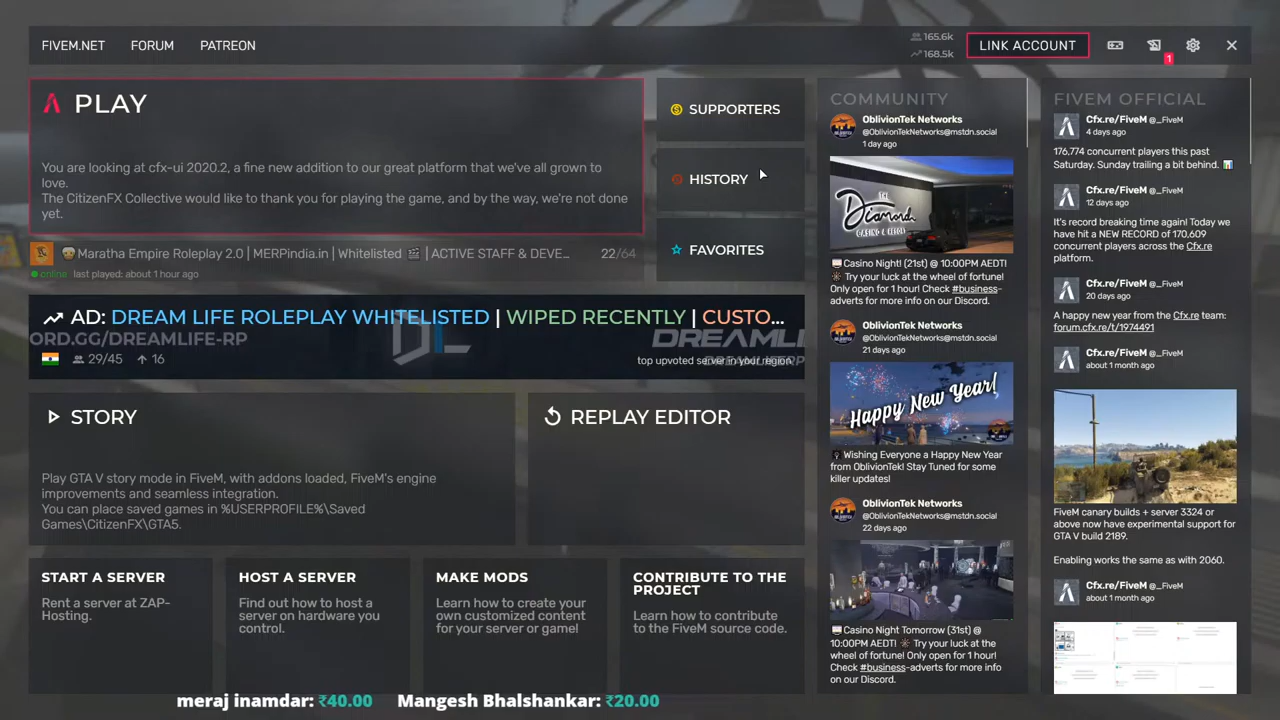 FIVEM.NET FORUM PATREON
165.6k
168.5k
LINK ACCOUNT
1
PLAY
You are looking at cfx-ui 2020.2, a fine new addition to our great platform that we've all grown to
love.
The CitizenFX Collective would like to thank you for playing the game, and by the way, we're not done
yet.
Maratha Empire Roleplay 2.0 | MERPindia.in | Whitelisted 🎬 | ACTIVE STAFF & DEVE... 22/64
online last played: about 1 hour ago
SUPPORTERS
HISTORY
FAVORITES
AD: DREAM LIFE ROLEPLAY WHITELISTED | WIPED RECENTLY | CUSTO...
ORD.GG/DREAMLIFE-RP
29/45 16
top upvoted server in your region
STORY
Play GTA V story mode in FiveM, with addons loaded, FiveM's engine
improvements and seamless integration.
You can place saved games in %USERPROFILE%\Saved
Games\CitizenFX\GTA5.
REPLAY EDITOR
START A SERVER
Rent a server at ZAP-
Hosting.
HOST A SERVER
Find out how to host a
server on hardware you
control.
MAKE MODS
Learn how to create your
own customized content
for your server or game!
CONTRIBUTE TO THE
PROJECT
Learn how to contribute
to the FiveM source code.
COMMUNITY
OblivionTek Networks
@OblivionTekNetworks@mstdn.social
1 day ago
THE
Diamond
CASINO & RESORT
Casino Night! (21st) @ 10:00PM AEDT!
Try your luck at the wheel of fortune!
Only open for 1 hour! Check #business-
adverts for more info on our Discord.
OblivionTek Networks
@OblivionTekNetworks@mstdn.social
21 days ago
Happy New Year!
Wishing Everyone a Happy New Year
from OblivionTek! Stay Tuned for some
killer updates!
OblivionTek Networks
@OblivionTekNetworks@mstdn.social
22 days ago
Casino Night Tomorrow (31st) @
10:00PM AEDT! Try your luck at the
wheel of fortune! Only open for 1 hour!
Check #business-adverts for more info
on our Discord.
FIVEM OFFICIAL
Cfx.re/FiveM @_FiveM
4 days ago
176,774 concurrent players this past
Saturday. Sunday trailing a bit behind. 📊
Cfx.re/FiveM @_FiveM
12 days ago
It's record breaking time again! Today we
have hit a NEW RECORD of 170,609
concurrent players across the Cfx.re
platform.
Cfx.re/FiveM @_FiveM
20 days ago
A happy new year from the Cfx.re team:
forum.cfx.re/t/1974491
Cfx.re/FiveM @_FiveM
about 1 month ago
FiveM canary builds + server 3324 or
above now have experimental support for
GTA V build 2189.
Enabling works the same as with 2060.
Cfx.re/FiveM @_FiveM
about 1 month ago
meraj inamdar: ₹40.00 Mangesh Bhalshankar: ₹20.00